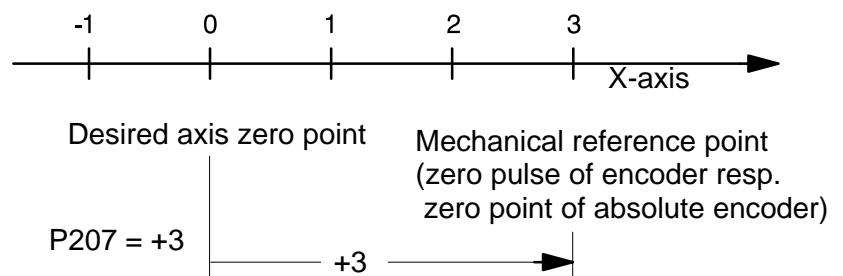 -1 0 1 2 3
X-axis
Desired axis zero point
Mechanical reference point
(zero pulse of encoder resp.
zero point of absolute encoder)
P207 = +3
+3